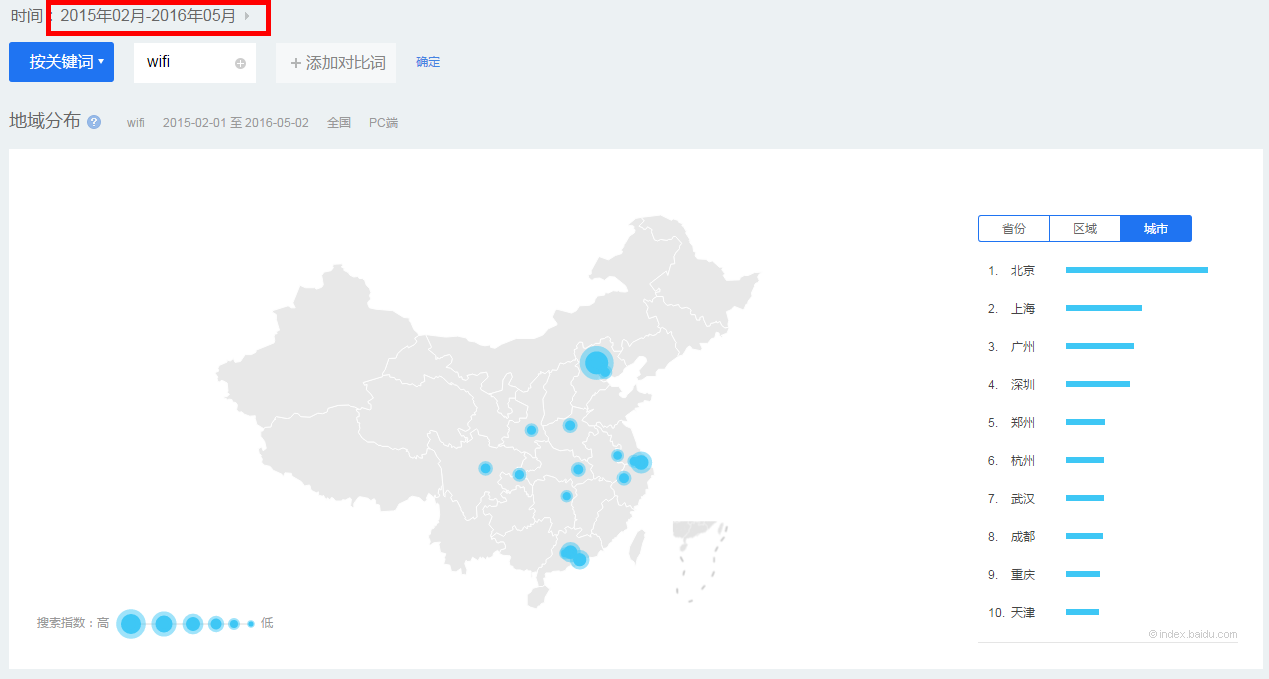 时间：2015年02月-2016年05月
按关键词 wifi + 添加对比词 确定
地域分布 ? wifi 2015-02-01 至 2016-05-02 全国 PC端
省份 区域 城市
1. 北京
2. 上海
3. 广州
4. 深圳
5. 郑州
6. 杭州
7. 武汉
8. 成都
9. 重庆
10. 天津
搜索指数：高 低
©index.baidu.com